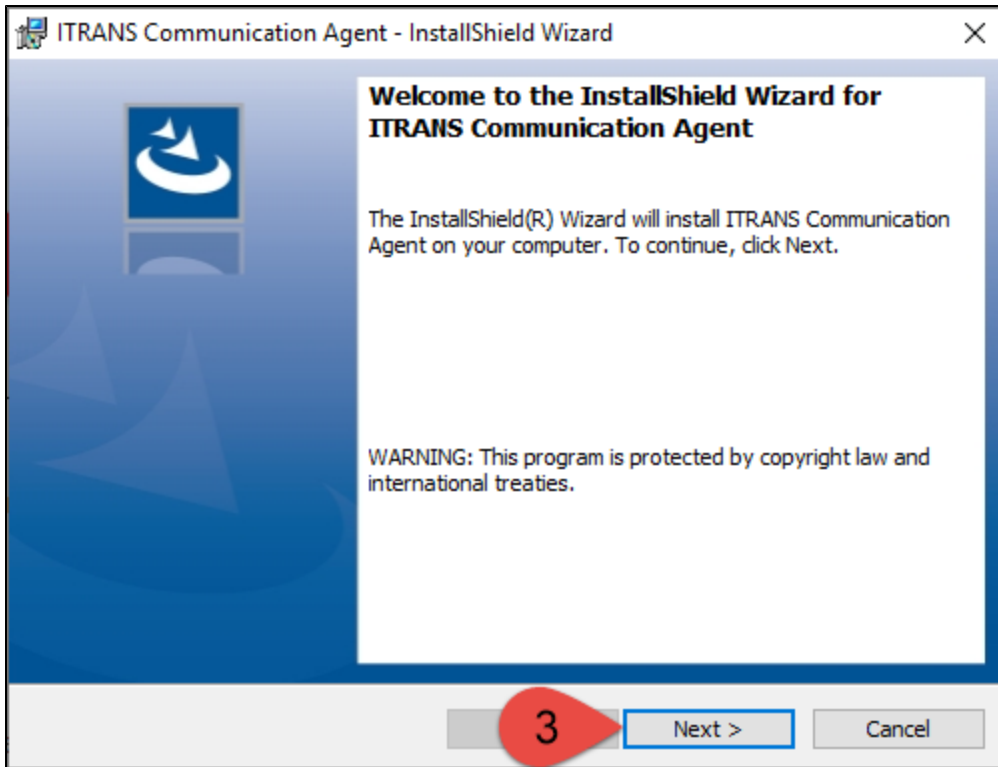 ITRANS Communication Agent - InstallShield Wizard
Welcome to the InstallShield Wizard for
ITRANS Communication Agent
The InstallShield(R) Wizard will install ITRANS Communication
Agent on your computer. To continue, click Next.
WARNING: This program is protected by copyright law and
international treaties.
3 Next > Cancel